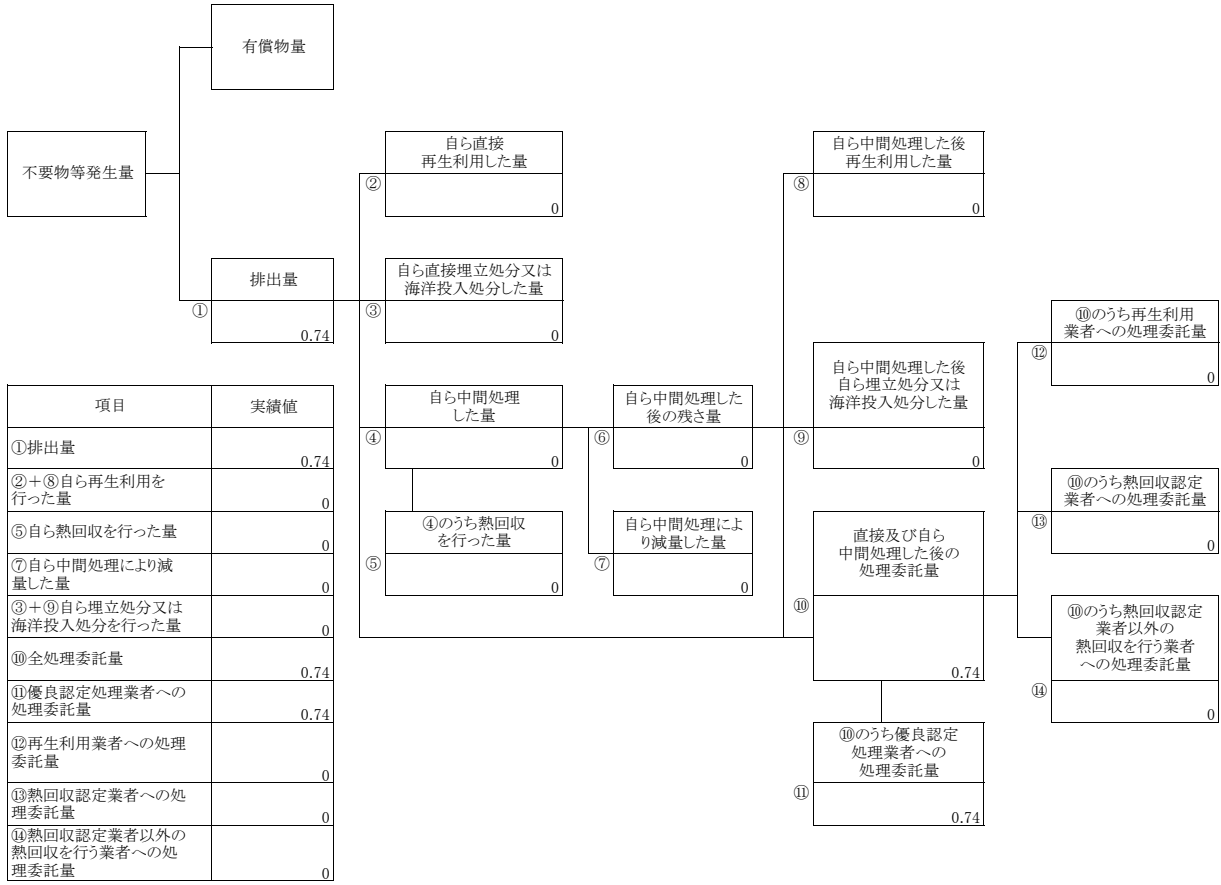 有償物量
不要物等発生量
自ら直接
再生利用した量
②
0
自ら中間処理した後
再生利用した量
⑧
0
排出量
①
0.74
自ら直接埋立処分又は
海洋投入処分した量
③
0
⑩のうち再生利用
業者への処理委託量
⑫
0
自ら中間処理した後
自ら埋立処分又は
海洋投入処分した量
⑨
0
自ら中間処理
した量
④
0
自ら中間処理した
後の残さ量
⑥
0
⑩のうち熱回収認定
業者への処理委託量
⑬
0
④のうち熱回収
を行った量
⑤
0
自ら中間処理によ
り減量した量
⑦
0
直接及び自ら
中間処理した後の
処理委託量
⑩
0.74
⑩のうち熱回収認定
業者以外の
熱回収を行う業者
への処理委託量
⑭
0
⑩のうち優良認定
処理業者への
処理委託量
⑪
0.74
項目 実績値
①排出量 0.74
②＋⑧自ら再生利用を
行った量 0
⑤自ら熱回収を行った量 0
⑦自ら中間処理により減
量した量 0
③＋⑨自ら埋立処分又は
海洋投入処分を行った量 0
⑩全処理委託量 0.74
⑪優良認定処理業者への
処理委託量 0.74
⑫再生利用業者への処理
委託量 0
⑬熱回収認定業者への処
理委託量 0
⑭熱回収認定業者以外の
熱回収を行う業者への処
理委託量 0